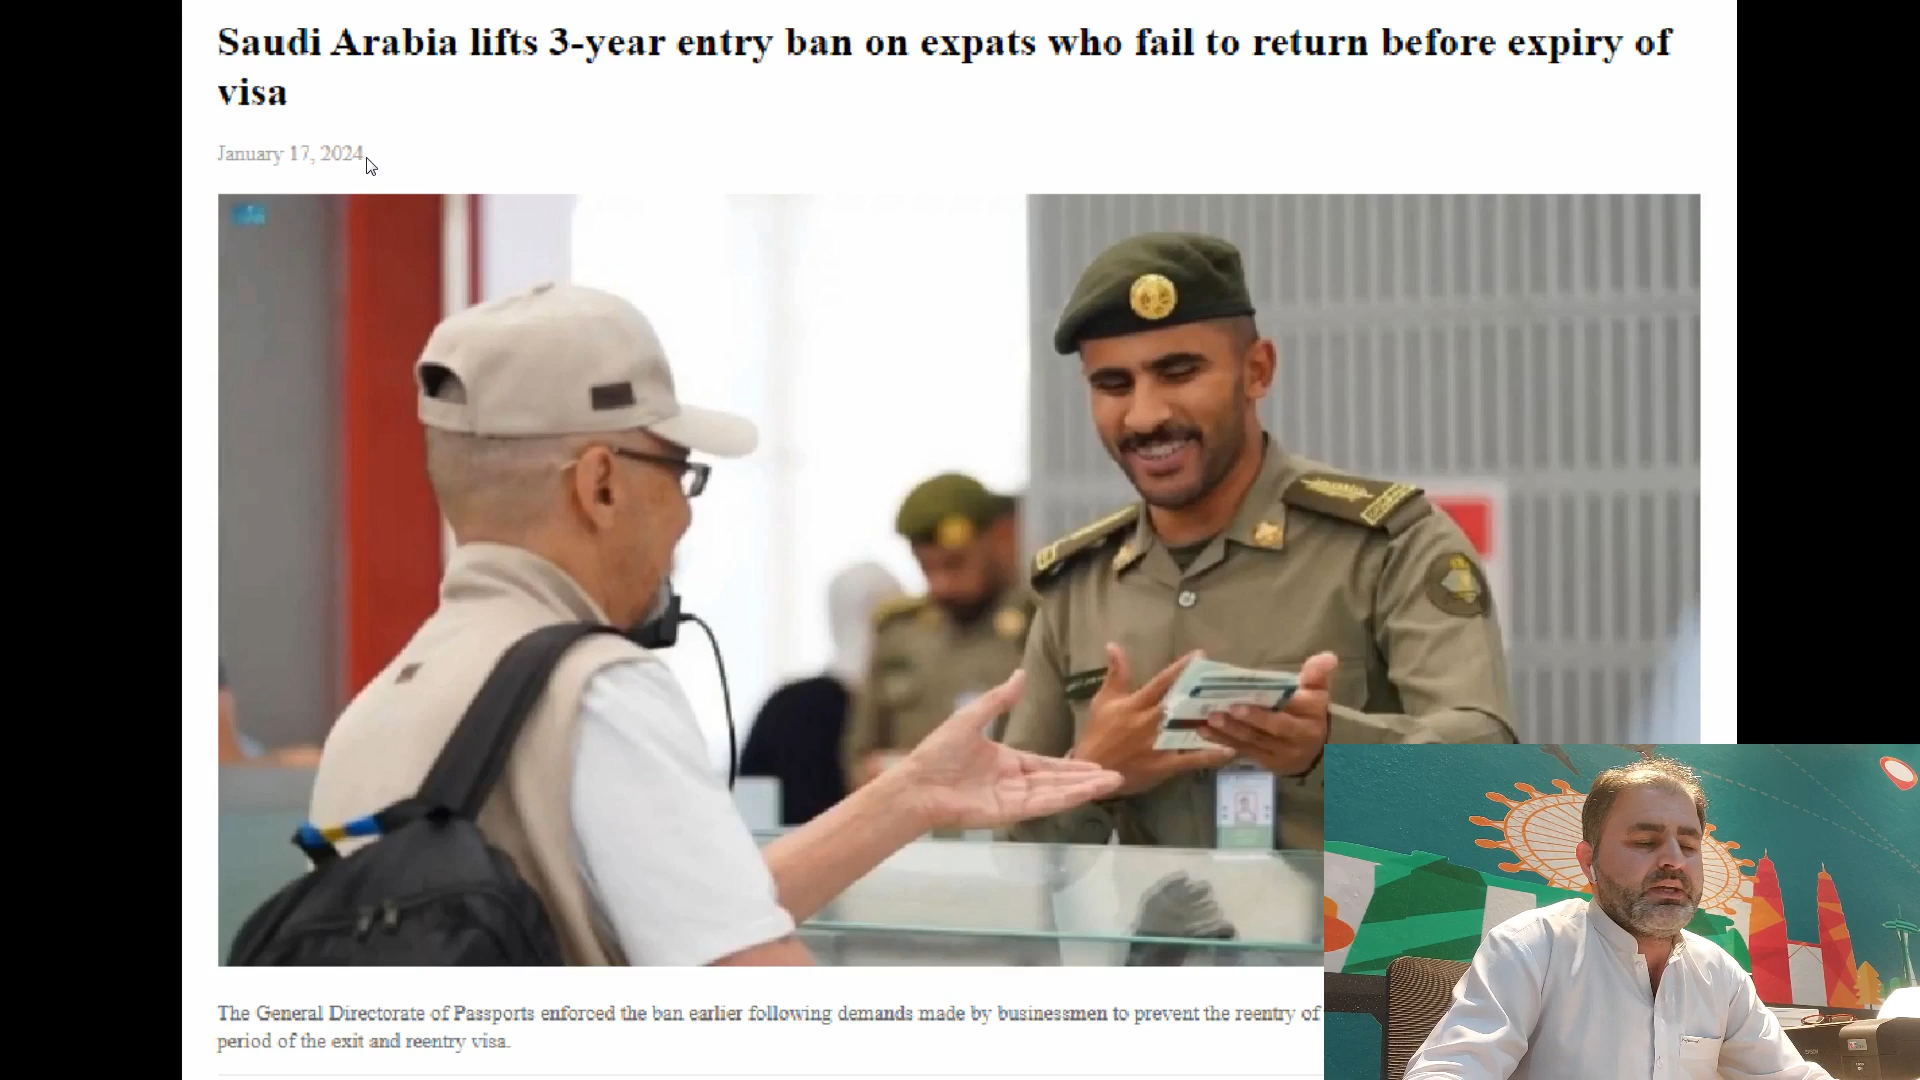 Saudi Arabia lifts 3-year entry ban on expats who fail to return before expiry of
visa
January 17, 2024
The General Directorate of Passports enforced the ban earlier following demands made by businessmen to prevent the reentry of
period of the exit and reentry visa.